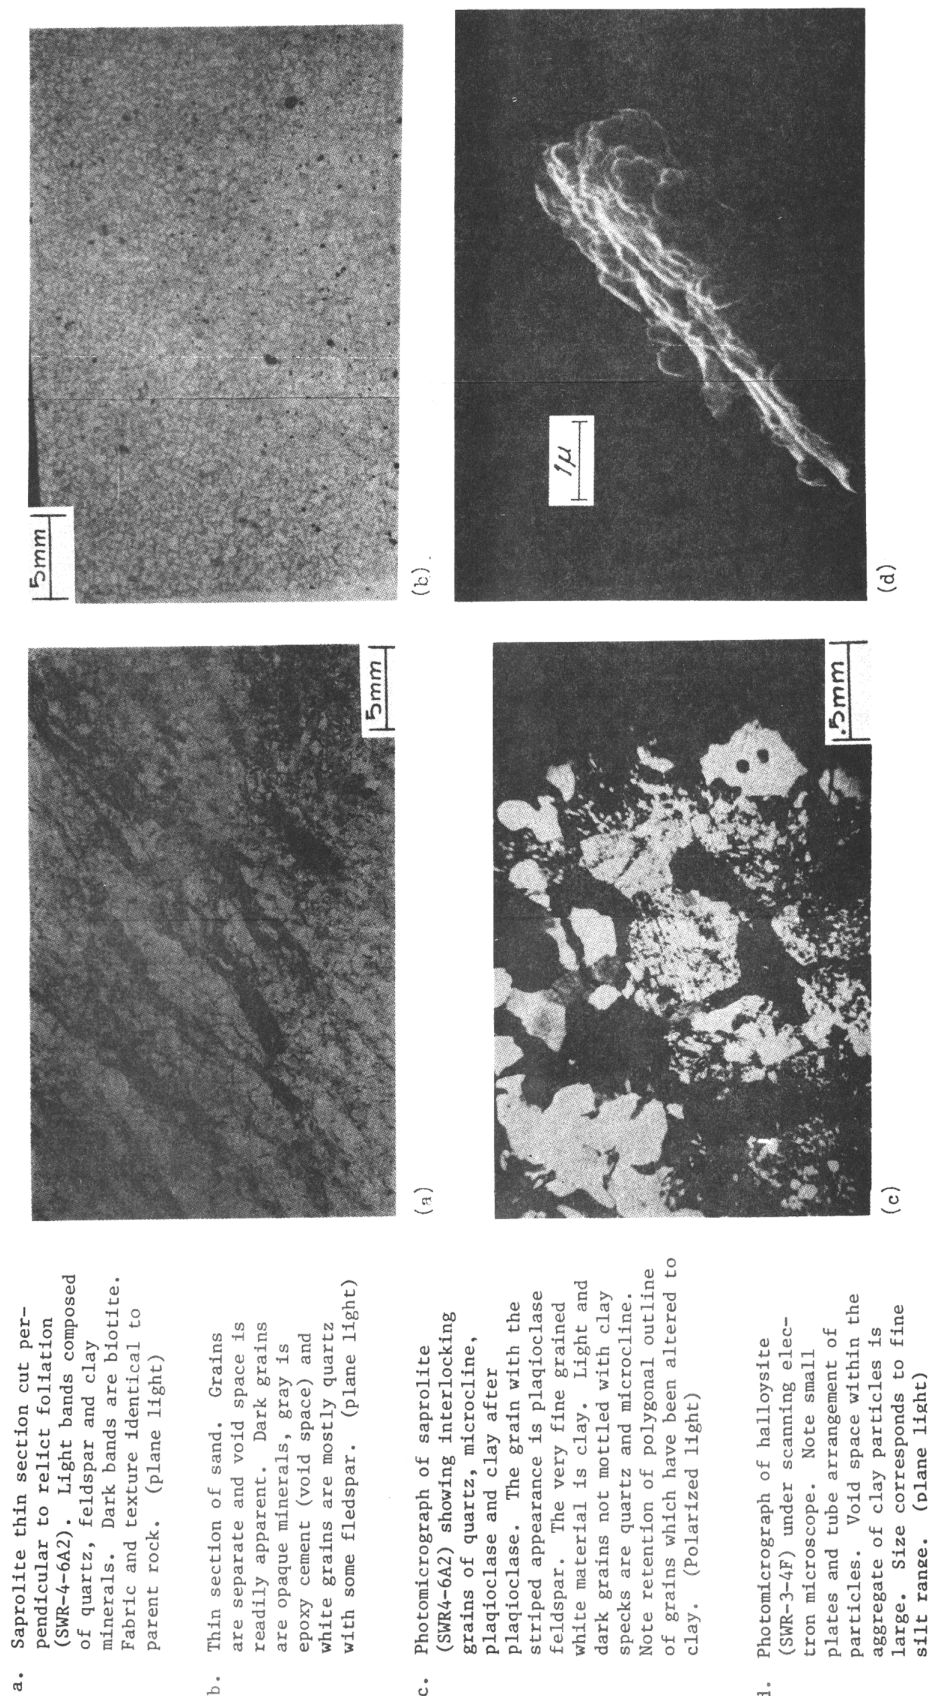 a. Saprolite thin section cut per-
pendicular to relict foliation
(SWR-4-6A2). Light bands composed
of quartz, feldspar and clay
minerals. Dark bands are biotite.
Fabric and texture identical to
parent rock. (plane light)
b. Thin section of sand. Grains
are separate and void space is
readily apparent. Dark grains
are opaque minerals, gray is
epoxy cement (void space) and
white grains are mostly quartz
with some fledspar. (plane light)
c. Photomicrograph of saprolite
(SWR4-6A2) showing interlocking
grains of quartz, microcline,
plaqioclase and clay after
plaqioclase. The grain with the
striped appearance is plaqioclase
feldspar. The very fine grained
white material is clay. Light and
dark grains not mottled with clay
specks are quartz and microcline.
Note retention of polygonal outline
of grains which have been altered to
clay. (Polarized light)
d. Photomicrograph of halloysite
(SWR-3-4F) under scanning elec-
tron microscope. Note small
plates and tube arrangement of
particles. Void space within the
aggregate of clay particles is
large. Size corresponds to fine
silt range. (plane light)
5mm
(a)
5mm
(b)
.5mm
(c)
1μ
(d)